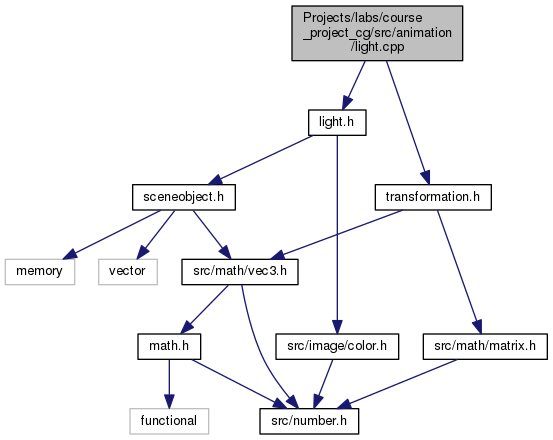 Projects/labs/course
_project_cg/src/animation
/light.cpp
light.h
sceneobject.h
transformation.h
memory
vector
src/math/vec3.h
math.h
src/image/color.h
src/math/matrix.h
functional
src/number.h